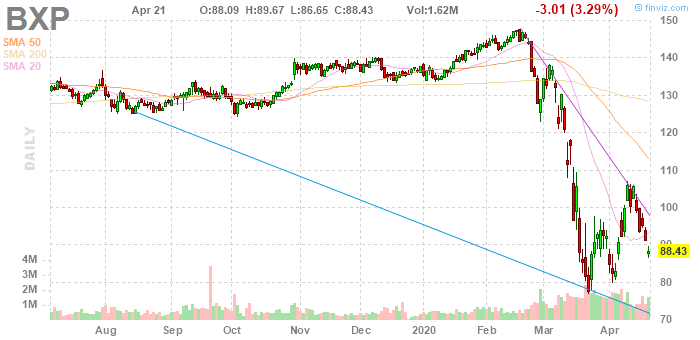 BXP Apr 21 O:88.09 H:89.67 L:86.65 C:88.43 Vol:1.62M -3.01 (3.29%) finviz.com
SMA 50
SMA 200
SMA 20
150
140
130
120
110
100
90
88.43
80
70
DAILY
4M
3M
2M
1M
Aug Sep Oct Nov Dec 2020 Feb Mar Apr